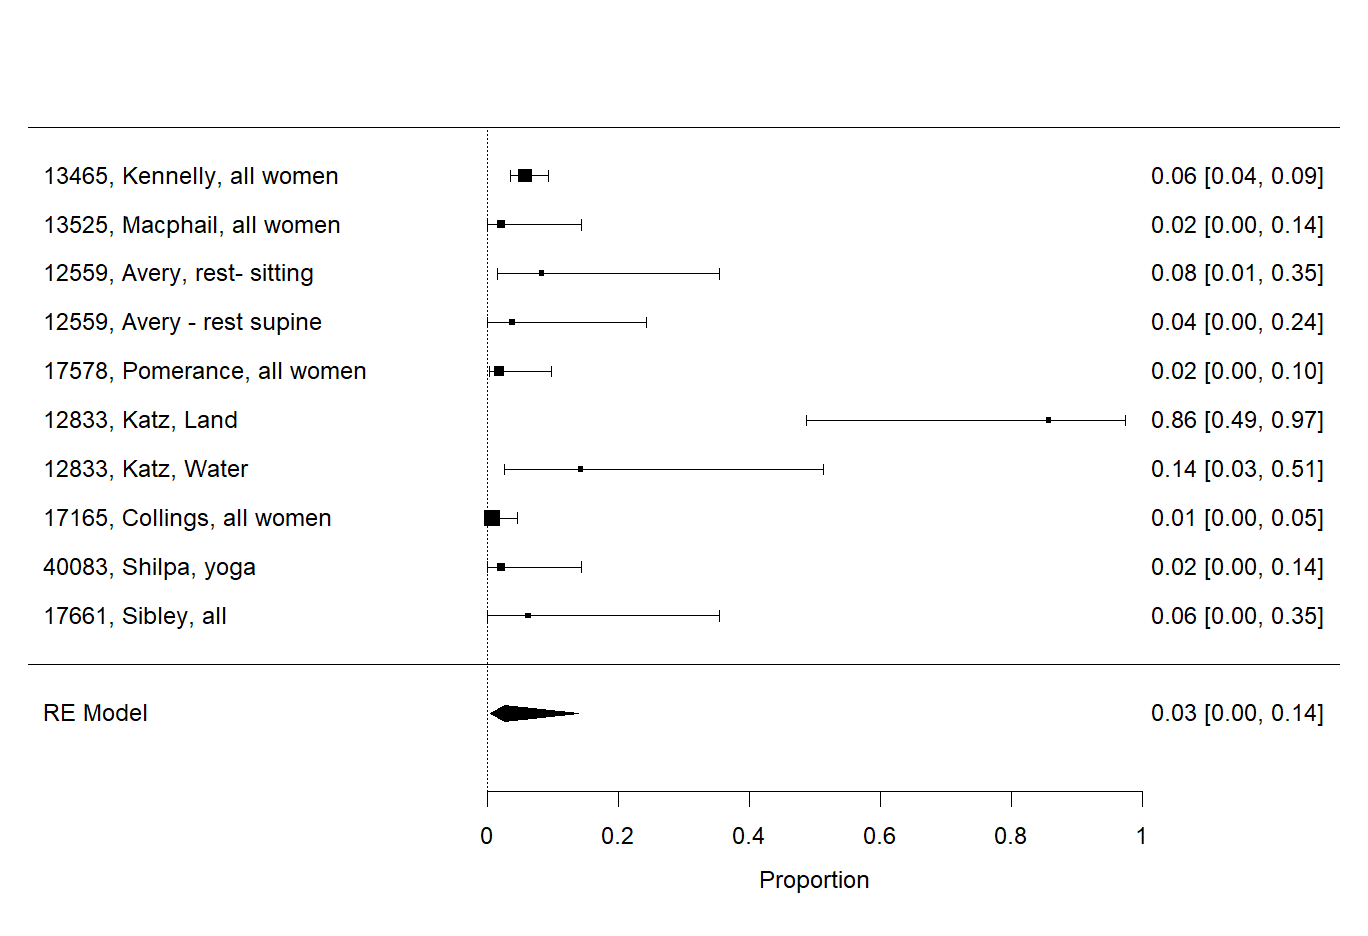 13465, Kennelly, all women 0.06 [0.04, 0.09]
13525, Macphail, all women 0.02 [0.00, 0.14]
12559, Avery, rest- sitting 0.08 [0.01, 0.35]
12559, Avery - rest supine 0.04 [0.00, 0.24]
17578, Pomerance, all women 0.02 [0.00, 0.10]
12833, Katz, Land 0.86 [0.49, 0.97]
12833, Katz, Water 0.14 [0.03, 0.51]
17165, Collings, all women 0.01 [0.00, 0.05]
40083, Shilpa, yoga 0.02 [0.00, 0.14]
17661, Sibley, all 0.06 [0.00, 0.35]
RE Model 0.03 [0.00, 0.14]
0 0.2 0.4 0.6 0.8 1
Proportion